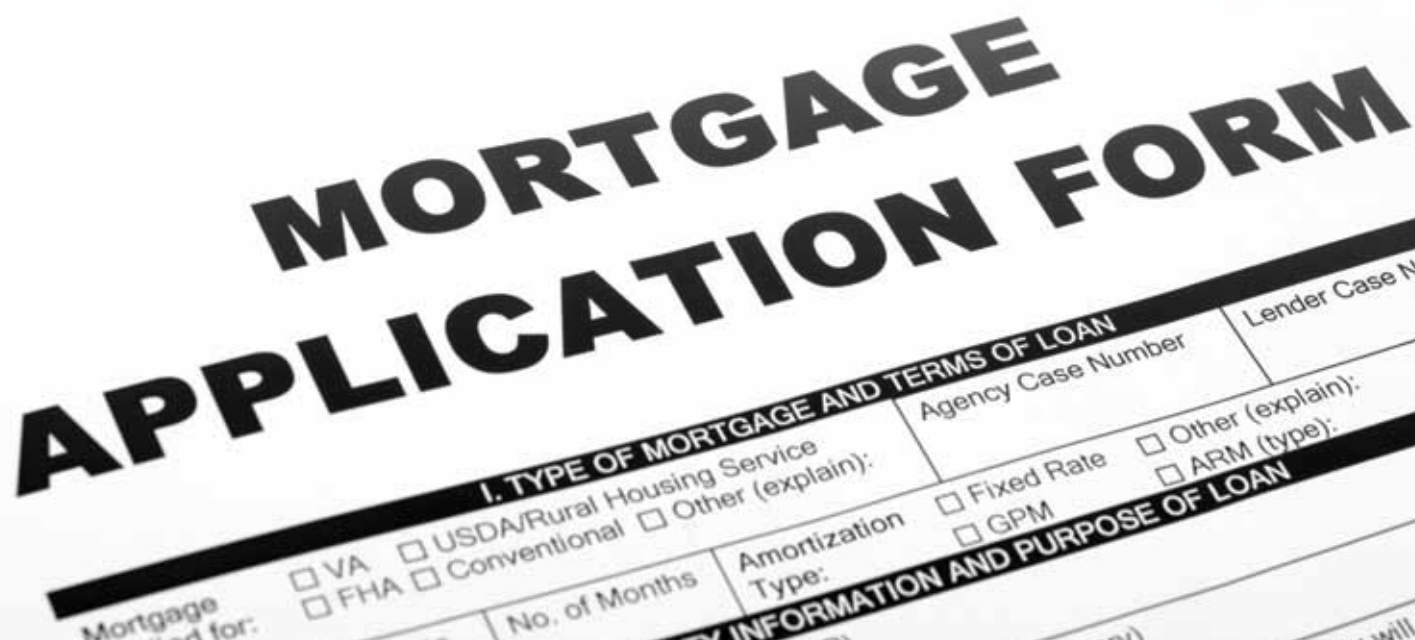 MORTGAGE
APPLICATION FORM
I. TYPE OF MORTGAGE AND TERMS OF LOAN
Mortgage
for:
☐ VA ☐ USDA/Rural Housing Service
☐ FHA ☐ Conventional ☐ Other (explain):
Agency Case Number
Lender Case
No. of Months
Amortization
Type:
☐ Fixed Rate ☐ Other (explain):
☐ GPM ☐ ARM (type):
INFORMATION AND PURPOSE OF LOAN
will